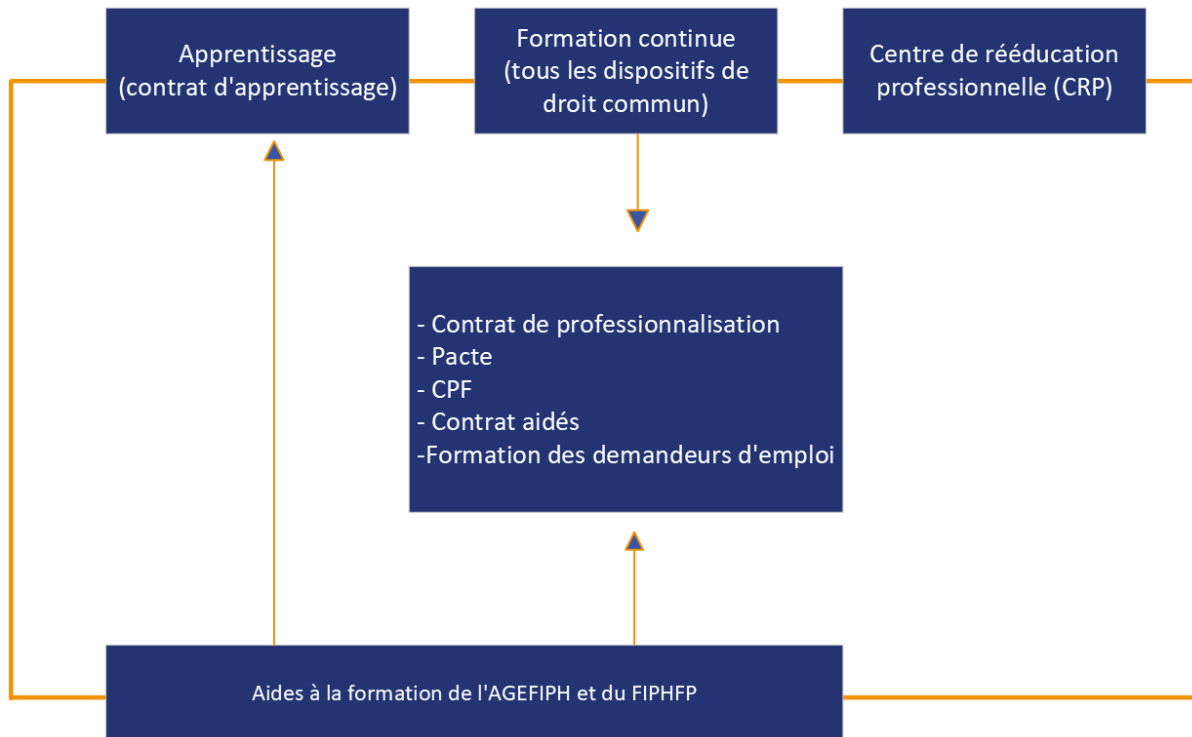 Apprentissage
(contrat d'apprentissage)
Formation continue
(tous les dispositifs de
droit commun)
Centre de rééducation
professionnelle (CRP)
- Contrat de professionnalisation
- Pacte
- CPF
- Contrat aidés
-Formation des demandeurs d'emploi
Aides à la formation de l'AGEFIPH et du FIPHFP